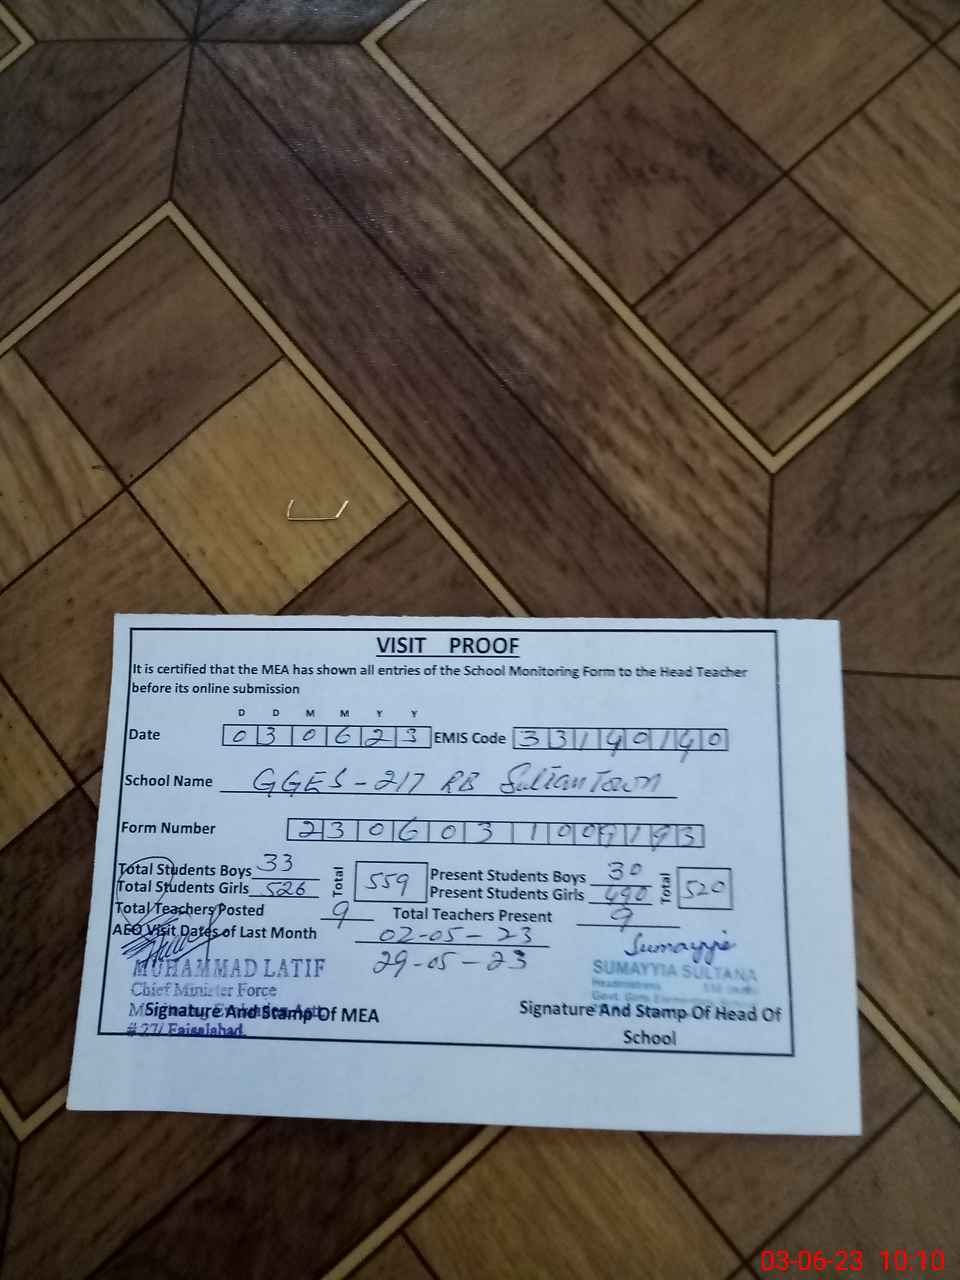 VISIT PROOF
It is certified that the MEA has shown all entries of the School Monitoring Form to the Head Teacher
before its online submission
D D M M Y Y
Date 0 3 0 6 2 3 EMIS Code 3 3 1 4 0 1 4 0
School Name GGES - 217 RB Sultan Town
Form Number 2 3 0 6 0 3 1 0 0 9 1 9 3
Total Students Boys 33 Total 559 Present Students Boys 30 Total 520
Total Students Girls 526 Present Students Girls 490
Total Teachers Posted 9 Total Teachers Present 9
AEO Visit Dates of Last Month 02-05-23
29-05-23
Sumayyia
MUHAMMAD LATIF
Chief Minister Force
# 27/ Faisalabad.
Signature And Stamp Of MEA
SUMAYYIA SULTANA
Headmistress
Signature And Stamp Of Head Of
School
03-06-23 10:10